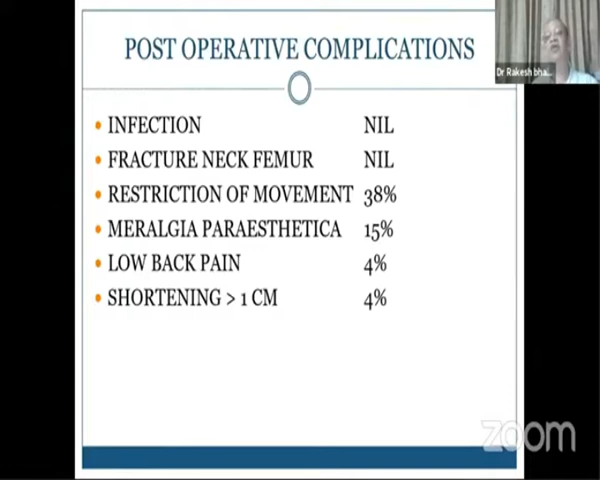 POST OPERATIVE COMPLICATIONS
Dr Rakesh bha...
INFECTION NIL
FRACTURE NECK FEMUR NIL
RESTRICTION OF MOVEMENT 38%
MERALGIA PARAESTHETICA 15%
LOW BACK PAIN 4%
SHORTENING > 1 CM 4%
zoom